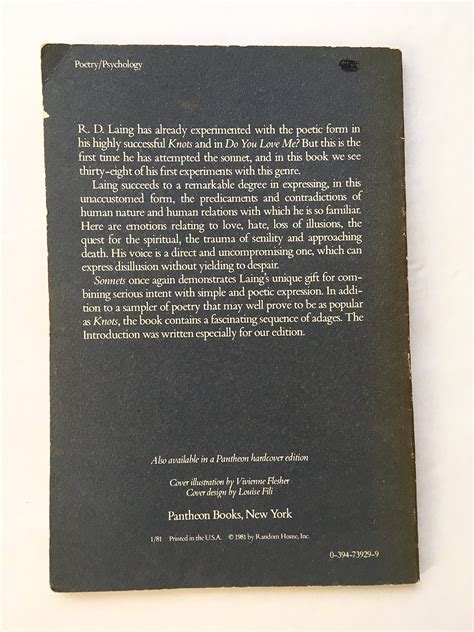 Poetry/Psychology
R. D. Laing has already experimented with the poetic form in
his highly successful Knots and in Do You Love Me? But this is the
first time he has attempted the sonnet, and in this book we see
thirty-eight of his first experiments with this genre.
Laing succeeds to a remarkable degree in expressing, in this
unaccustomed form, the predicaments and contradictions of
human nature and human relations with which he is so familiar.
Here are emotions relating to love, hate, loss of illusions, the
quest for the spiritual, the trauma of senility and approaching
death. His voice is a direct and uncompromising one, which can
express disillusion without yielding to despair.
Sonnets once again demonstrates Laing's unique gift for com-
bining serious intent with simple and poetic expression. In addi-
tion to a sampler of poetry that may well prove to be as popular
as Knots, the book contains a fascinating sequence of adages. The
Introduction was written especially for our edition.
Also available in a Pantheon hardcover edition
Cover illustration by Vivienne Flesher
Cover design by Louise Fili
Pantheon Books, New York
1/81 Printed in the U.S.A. © 1981 by Random House, Inc.
0-394-73929-9